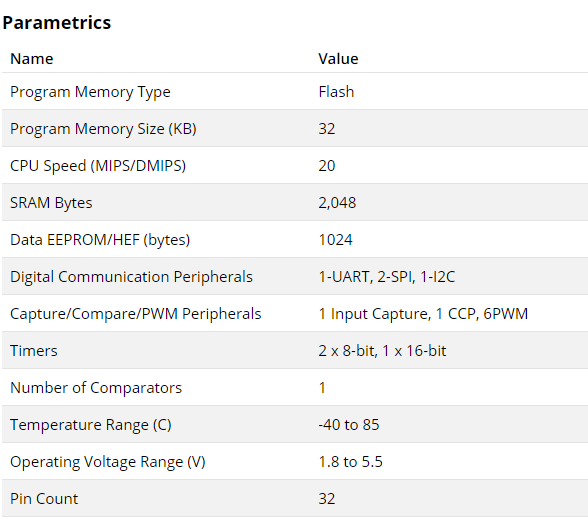 Parametrics
Name Value
Program Memory Type Flash
Program Memory Size (KB) 32
CPU Speed (MIPS/DMIPS) 20
SRAM Bytes 2,048
Data EEPROM/HEF (bytes) 1024
Digital Communication Peripherals 1-UART, 2-SPI, 1-I2C
Capture/Compare/PWM Peripherals 1 Input Capture, 1 CCP, 6PWM
Timers 2 x 8-bit, 1 x 16-bit
Number of Comparators 1
Temperature Range (C) -40 to 85
Operating Voltage Range (V) 1.8 to 5.5
Pin Count 32